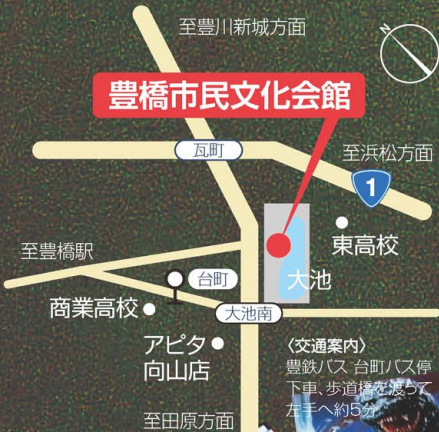 至豊川新城方面
N
豊橋市民文化会館
瓦町
至浜松方面
1
東高校
至豊橋駅
台町
大池
商業高校
大池南
アピタ
向山店
〈交通案内〉
豊鉄バス 台町バス停
下車、歩道橋を渡って
左手へ約5分
至田原方面